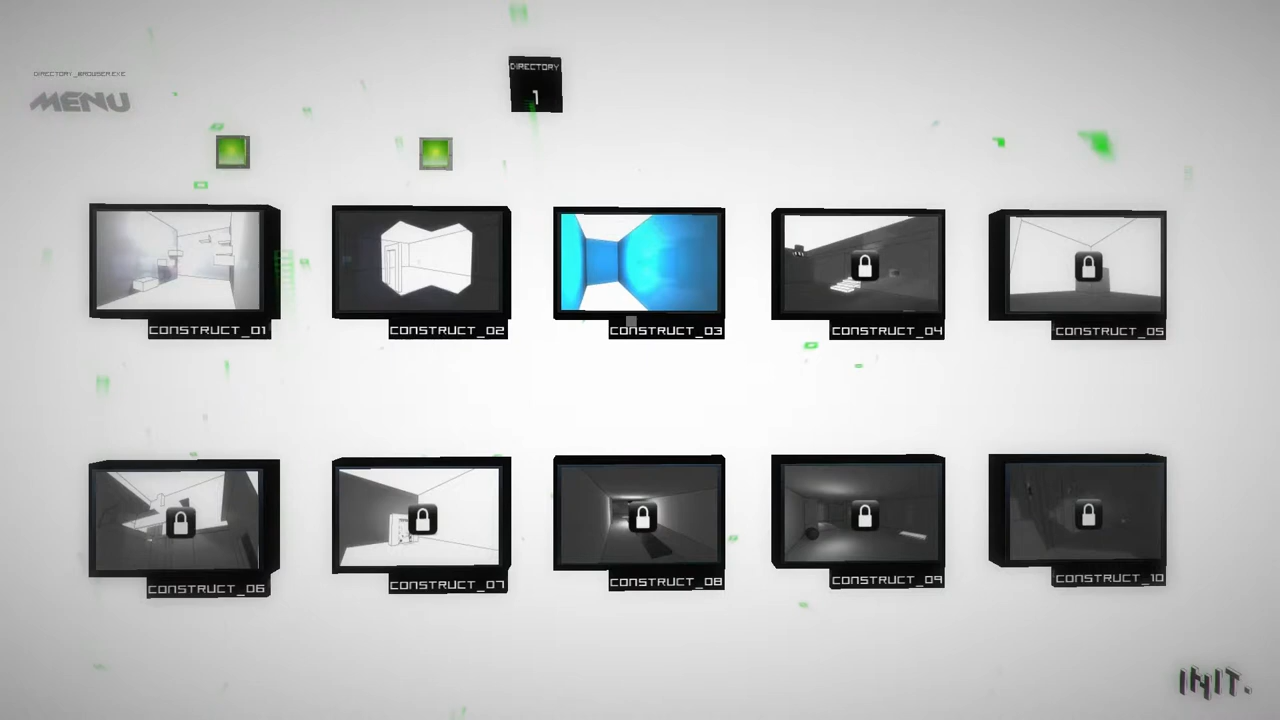 DIRECTORY_BROWSER.EXE
MENU
DIRECTORY
1
CONSTRUCT_01
CONSTRUCT_02
CONSTRUCT_03
CONSTRUCT_04
CONSTRUCT_05
CONSTRUCT_06
CONSTRUCT_07
CONSTRUCT_08
CONSTRUCT_09
CONSTRUCT_10
INIT.